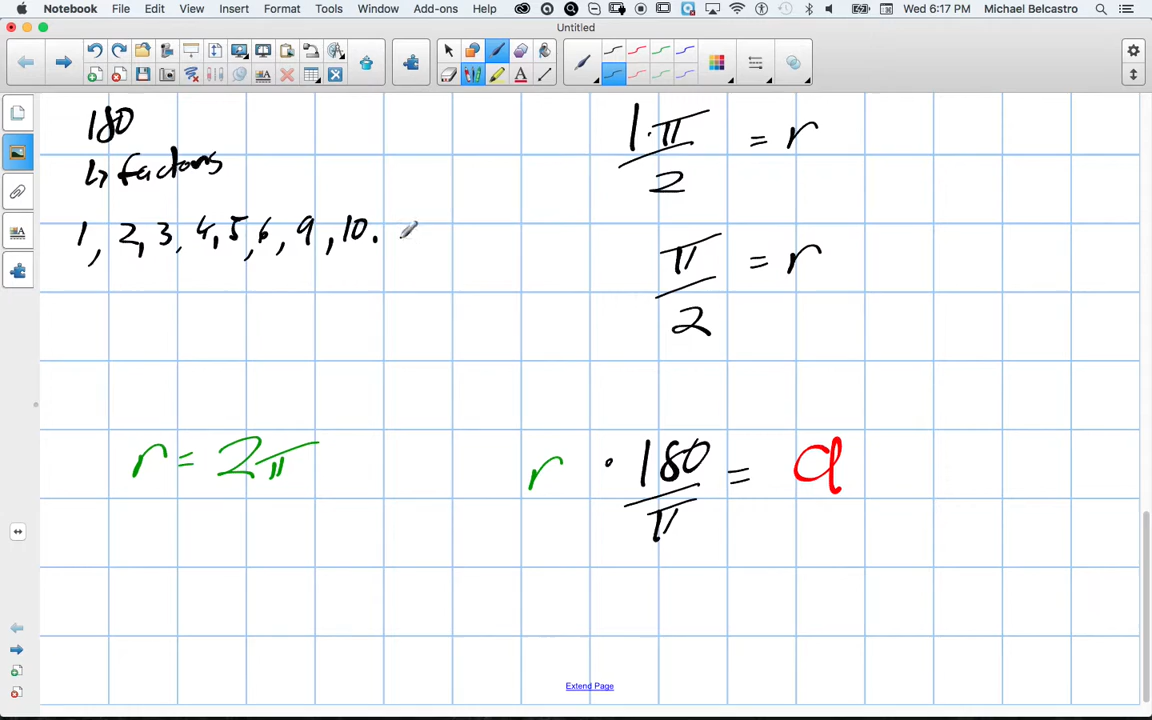 Notebook File Edit View Insert Format Tools Window Add-ons Help Wed 6:17 PM Michael Belcastro
Untitled
180
↳ factors
1, 2, 3, 4, 5, 6, 9, 10.
1·π/2 = r
π/2 = r
r = 2π
r · 180/π = d
Extend Page